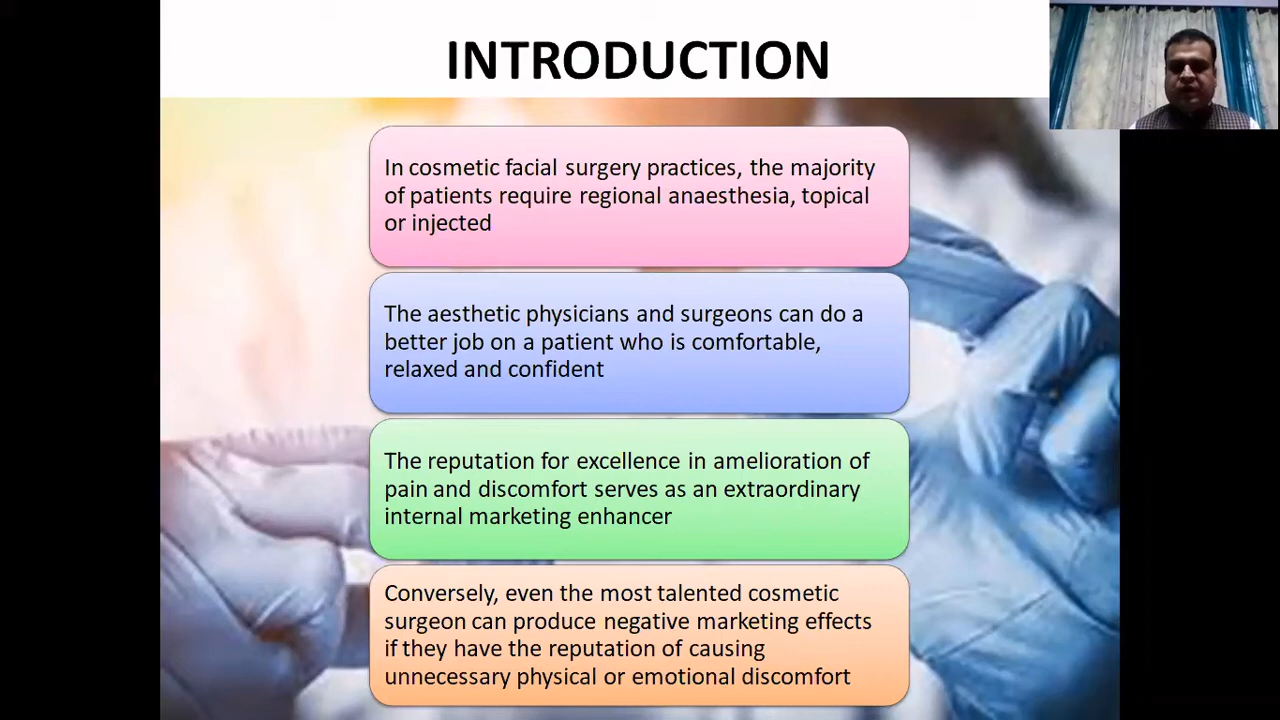 INTRODUCTION
In cosmetic facial surgery practices, the majority
of patients require regional anaesthesia, topical
or injected
The aesthetic physicians and surgeons can do a
better job on a patient who is comfortable,
relaxed and confident
The reputation for excellence in amelioration of
pain and discomfort serves as an extraordinary
internal marketing enhancer
Conversely, even the most talented cosmetic
surgeon can produce negative marketing effects
if they have the reputation of causing
unnecessary physical or emotional discomfort